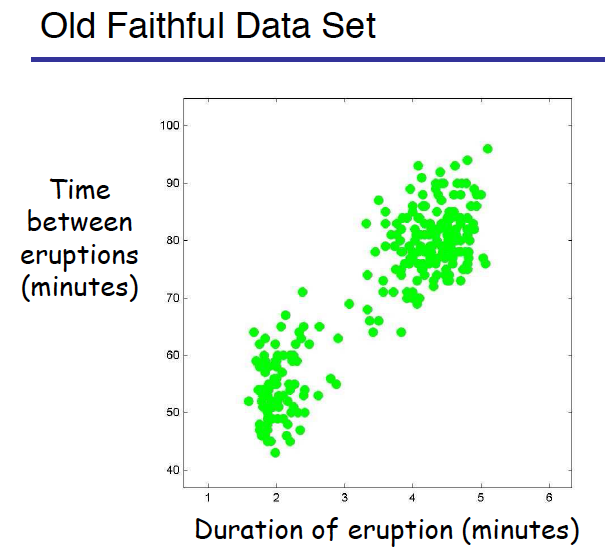 Old Faithful Data Set
Time
between
eruptions
(minutes)
100
90
80
70
60
50
40
1 2 3 4 5 6
Duration of eruption (minutes)